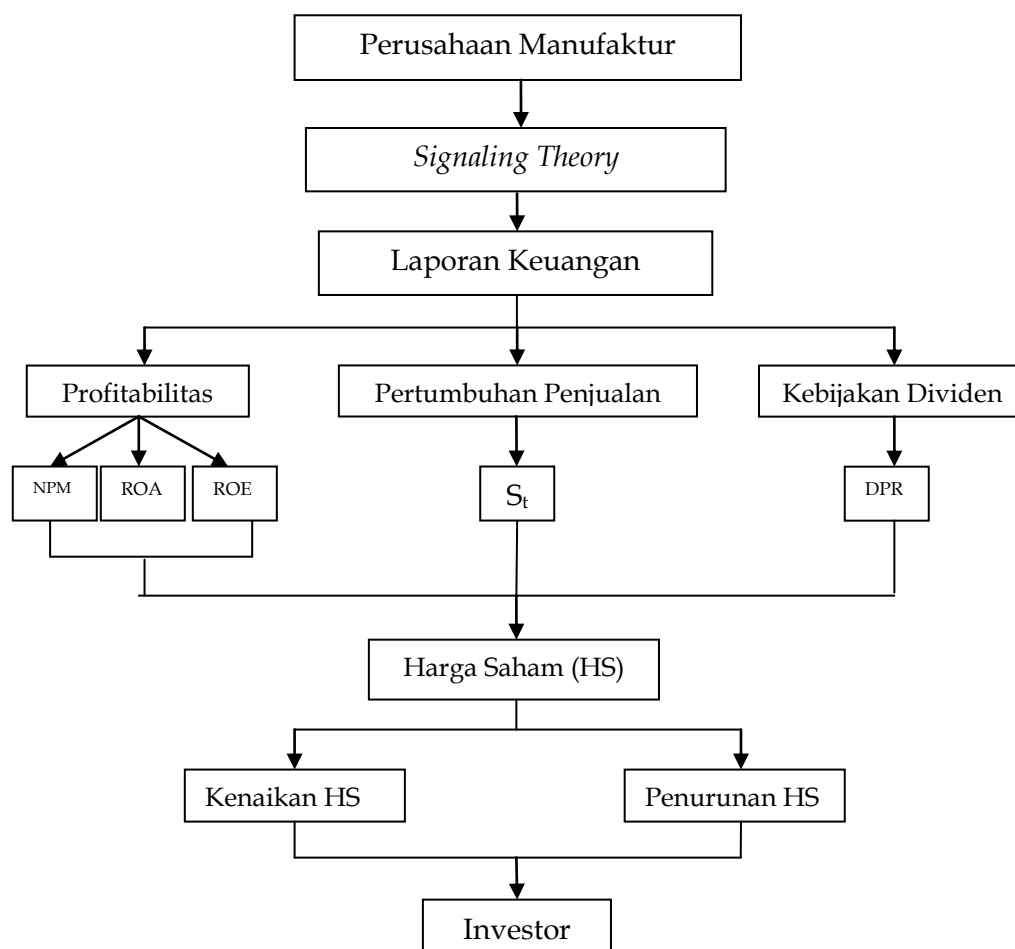 Perusahaan Manufaktur
Signaling Theory
Laporan Keuangan
Profitabilitas
Pertumbuhan Penjualan
Kebijakan Dividen
NPM
ROA
ROE
St
DPR
Harga Saham (HS)
Kenaikan HS
Penurunan HS
Investor